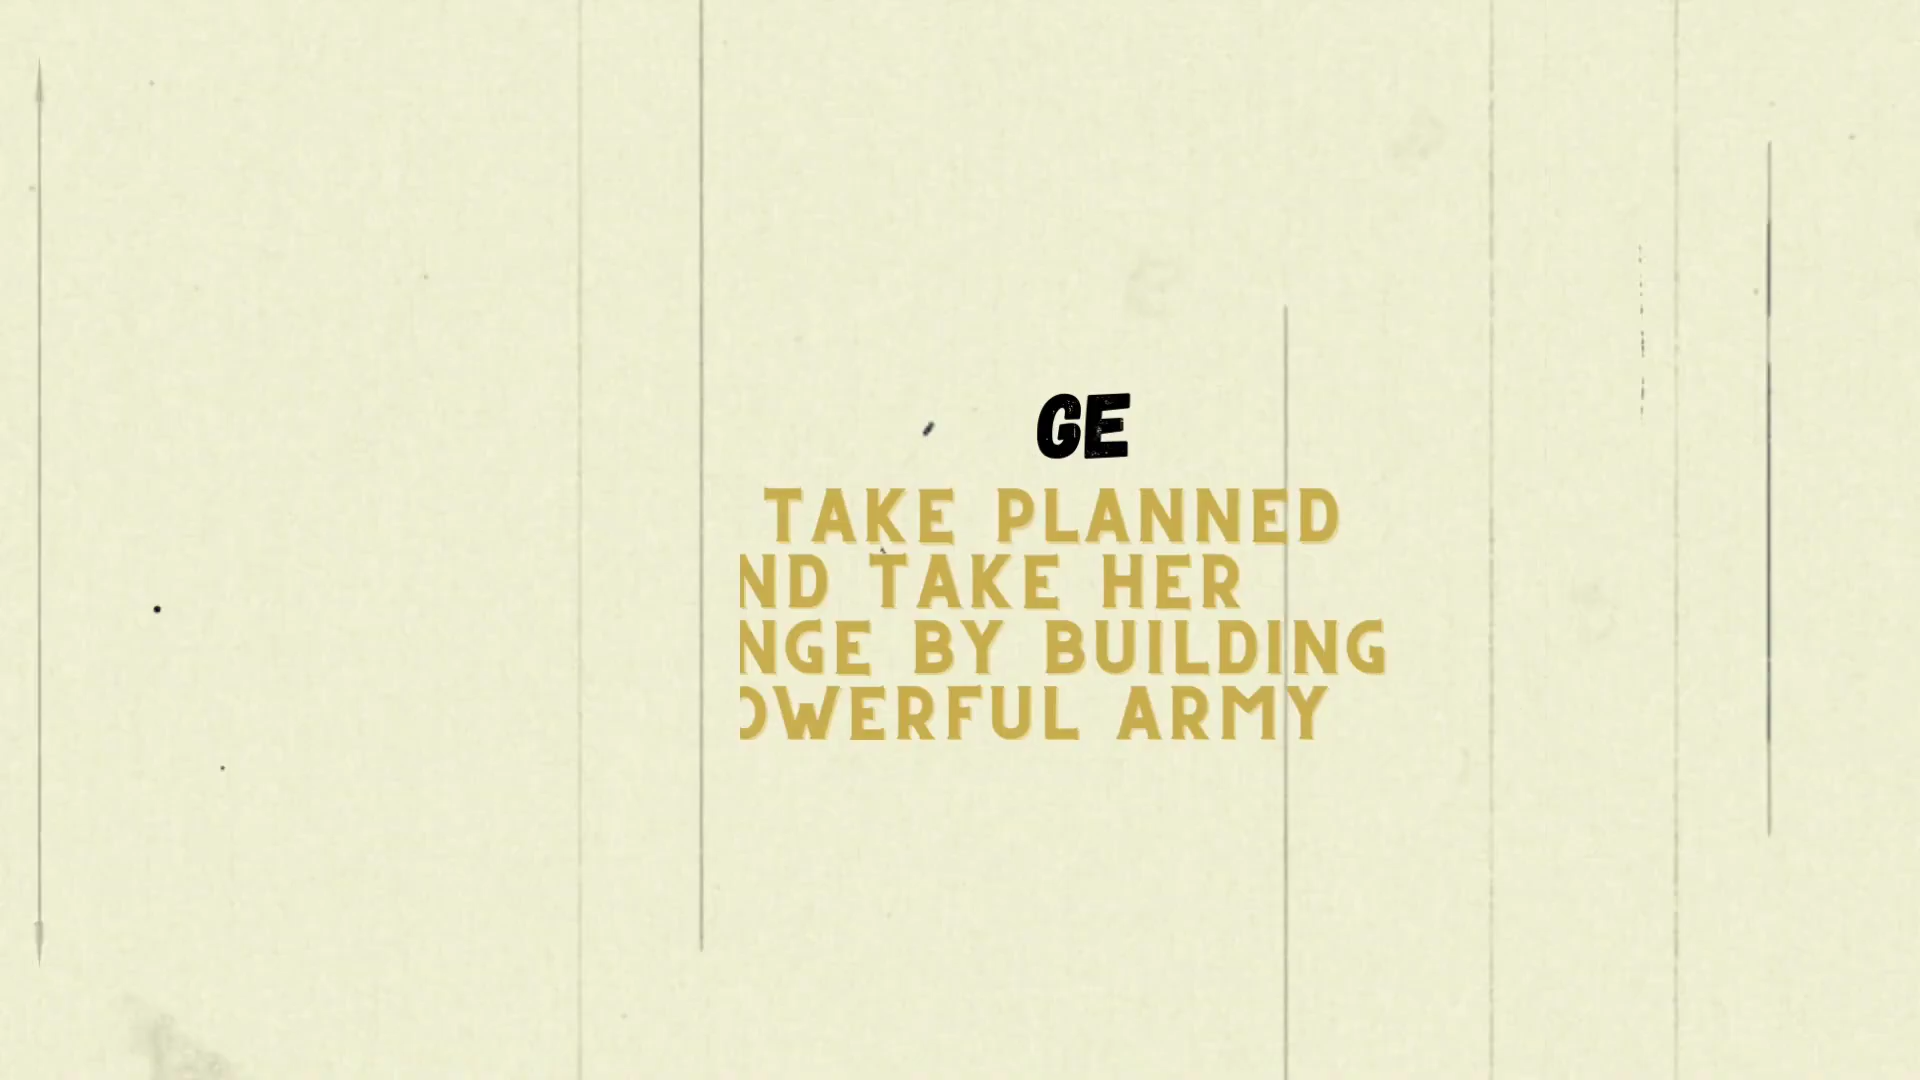 GE
TAKE PLANNED
ND TAKE HER
NGE BY BUILDING
OWERFUL ARMY